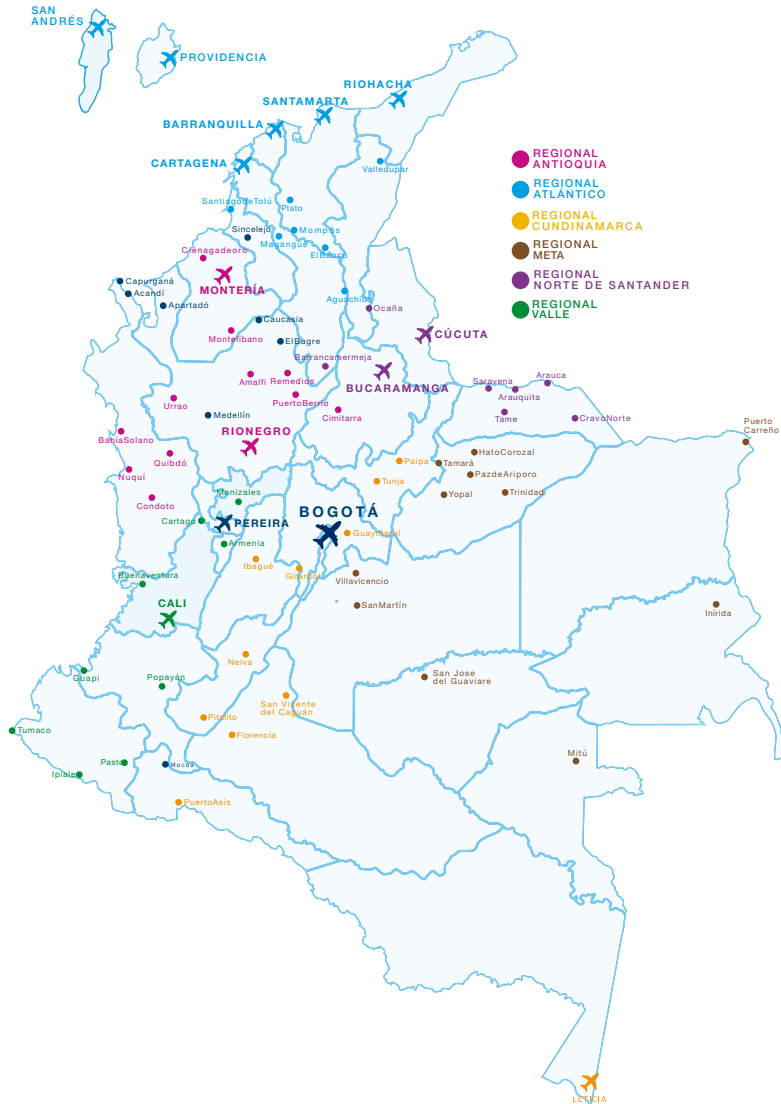 SAN
ANDRÉS
PROVIDENCIA
RIOHACHA
SANTAMARTA
BARRANQUILLA
CARTAGENA
REGIONAL
ANTIOQUIA
REGIONAL
ATLÁNTICO
REGIONAL
CUNDINAMARCA
REGIONAL
META
REGIONAL
NORTE DE SANTANDER
REGIONAL
VALLE
Valledupar
SantiagodeTolú
Plato
Sincelejo
Mompós
Magangué
ElBanco
Ciénagadeoro
MONTERÍA
Capurganá
Acandí
Apartadó
Aguachica
Ocaña
Caucasia
Montelíbano
ElBagre
CÚCUTA
Barrancamermeja
BUCARAMANGA
Amalfi
Remedios
PuertoBerrío
Cimitarra
Saravena
Arauca
Arauquita
Tame
CravoNorte
Urrao
Medellín
RIONEGRO
BahíaSolano
Quibdó
Nuquí
Condoto
Puerto
Carreño
HatoCorozal
Paipa
Tamará
PazdeAriporo
Tunja
Yopal
Trinidad
Manizales
Cartago
PEREIRA
BOGOTÁ
Guaymaral
Armenia
Ibagué
Girardot
Villavicencio
SanMartín
Buenaventura
CALI
Inírida
Neiva
Guapi
Popayán
San Jose
del Guaviare
San Vicente
del Caguán
Pitalito
Florencia
Tumaco
Pasto
Mocoa
Ipiales
Mitú
PuertoAsís
LETICIA